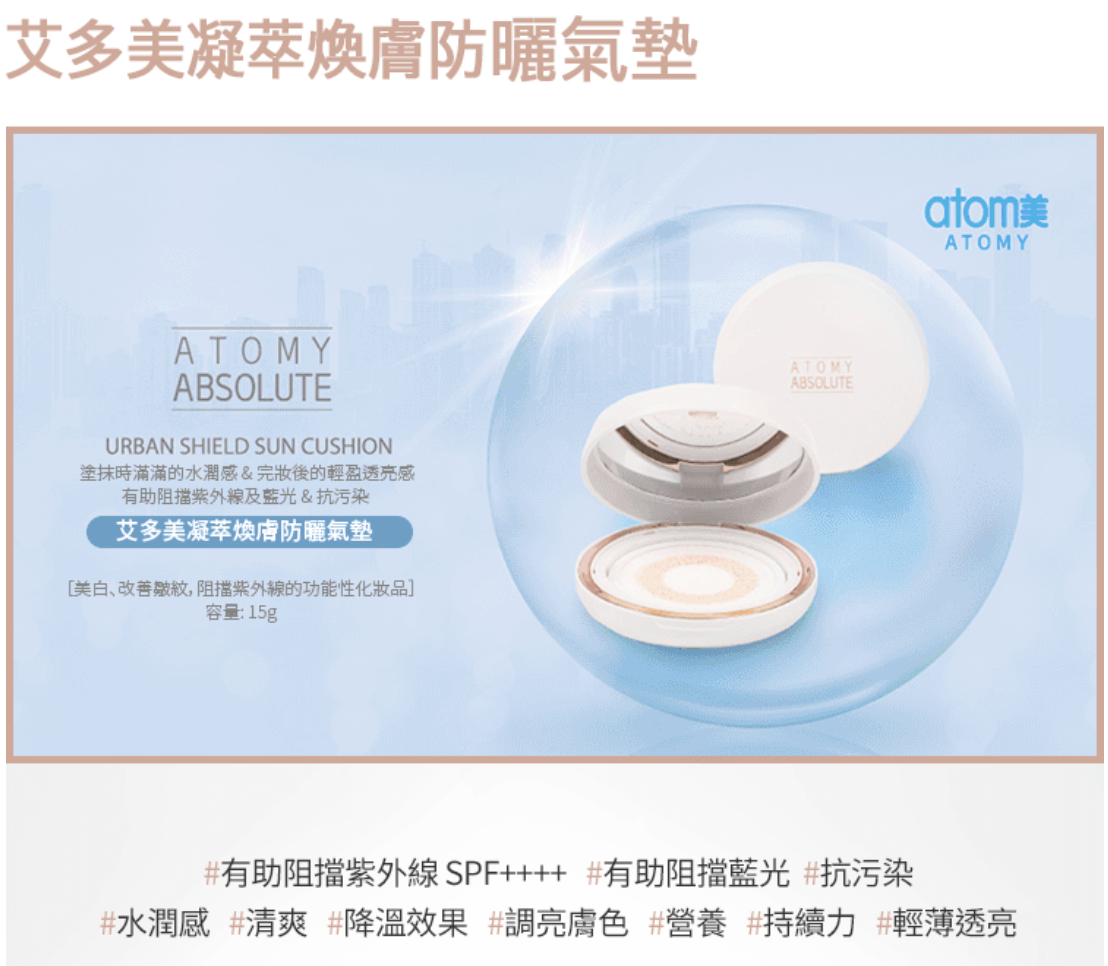 艾多美凝萃煥膚防曬氣墊
atom美
ATOMY
ATOMY
ABSOLUTE
ATOMY
ABSOLUTE
URBAN SHIELD SUN CUSHION
塗抹時滿滿的水潤感 & 完妝後的輕盈透亮感
有助阻擋紫外線及藍光 & 抗污染
艾多美凝萃煥膚防曬氣墊
[美白、改善皺紋, 阻擋紫外線的功能性化妝品]
容量: 15g
#有助阻擋紫外線 SPF++++ #有助阻擋藍光 #抗污染
#水潤感 #清爽 #降溫效果 #調亮膚色 #營養 #持續力 #輕薄透亮